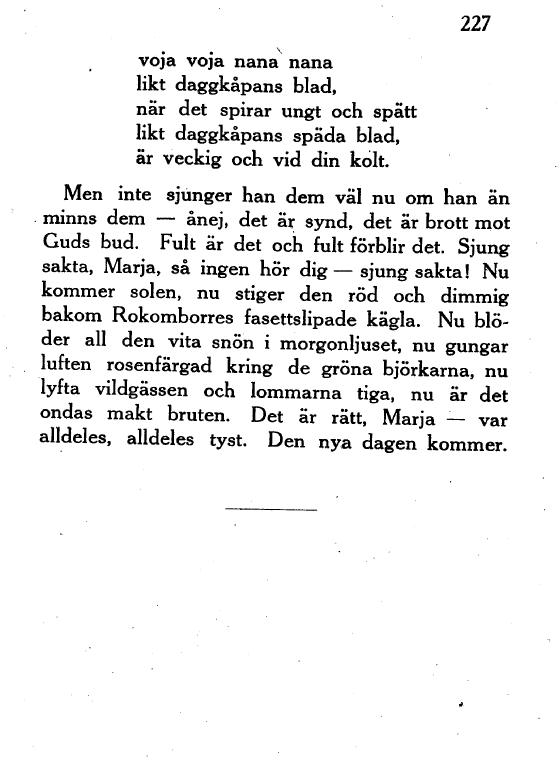 227
voja voja nana nana
likt daggkåpans blad,
när det spirar ungt och spätt
likt daggkåpans späda blad,
är veckig och vid din kolt.
Men inte sjunger han dem väl nu om han än
minns dem — ånej, det är synd, det är brott mot
Guds bud. Fult är det och fult förblir det. Sjung
sakta, Marja, så ingen hör dig — sjung sakta! Nu
kommer solen, nu stiger den röd och dimmig
bakom Rokomborres fasettslipade kägla. Nu blö-
der all den vita snön i morgonljuset, nu gungar
luften rosenfärgad kring de gröna björkarna, nu
lyfta vildgässen och lommarna tiga, nu är det
ondas makt bruten. Det är rätt, Marja — var
alldeles, alldeles tyst. Den nya dagen kommer.